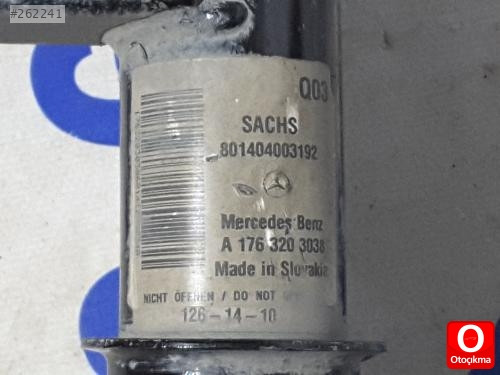 #262241
Q03
SACHS
801404003192
Mercedes Benz
A 176 320 3038
Made in Slovakia
NICHT ÖFFNEN / DO NOT
126-14-10
O
Otoçıkma